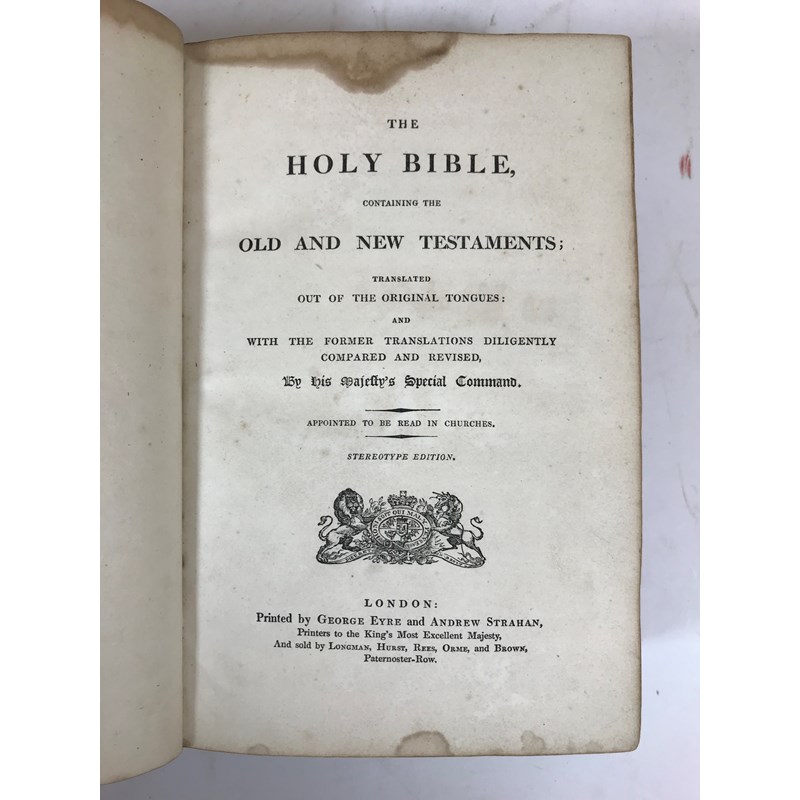 THE
HOLY BIBLE,
CONTAINING THE
OLD AND NEW TESTAMENTS;
TRANSLATED
OUT OF THE ORIGINAL TONGUES:
AND
WITH THE FORMER TRANSLATIONS DILIGENTLY
COMPARED AND REVISED,
By His Majesty's Special Command.
APPOINTED TO BE READ IN CHURCHES.
STEREOTYPE EDITION.
SOIT QUI MAL Y
LONDON:
Printed by GEORGE EYRE and ANDREW STRAHAN,
Printers to the King's Most Excellent Majesty,
And sold by LONGMAN, HURST, REES, ORME, and BROWN,
Paternoster-Row.